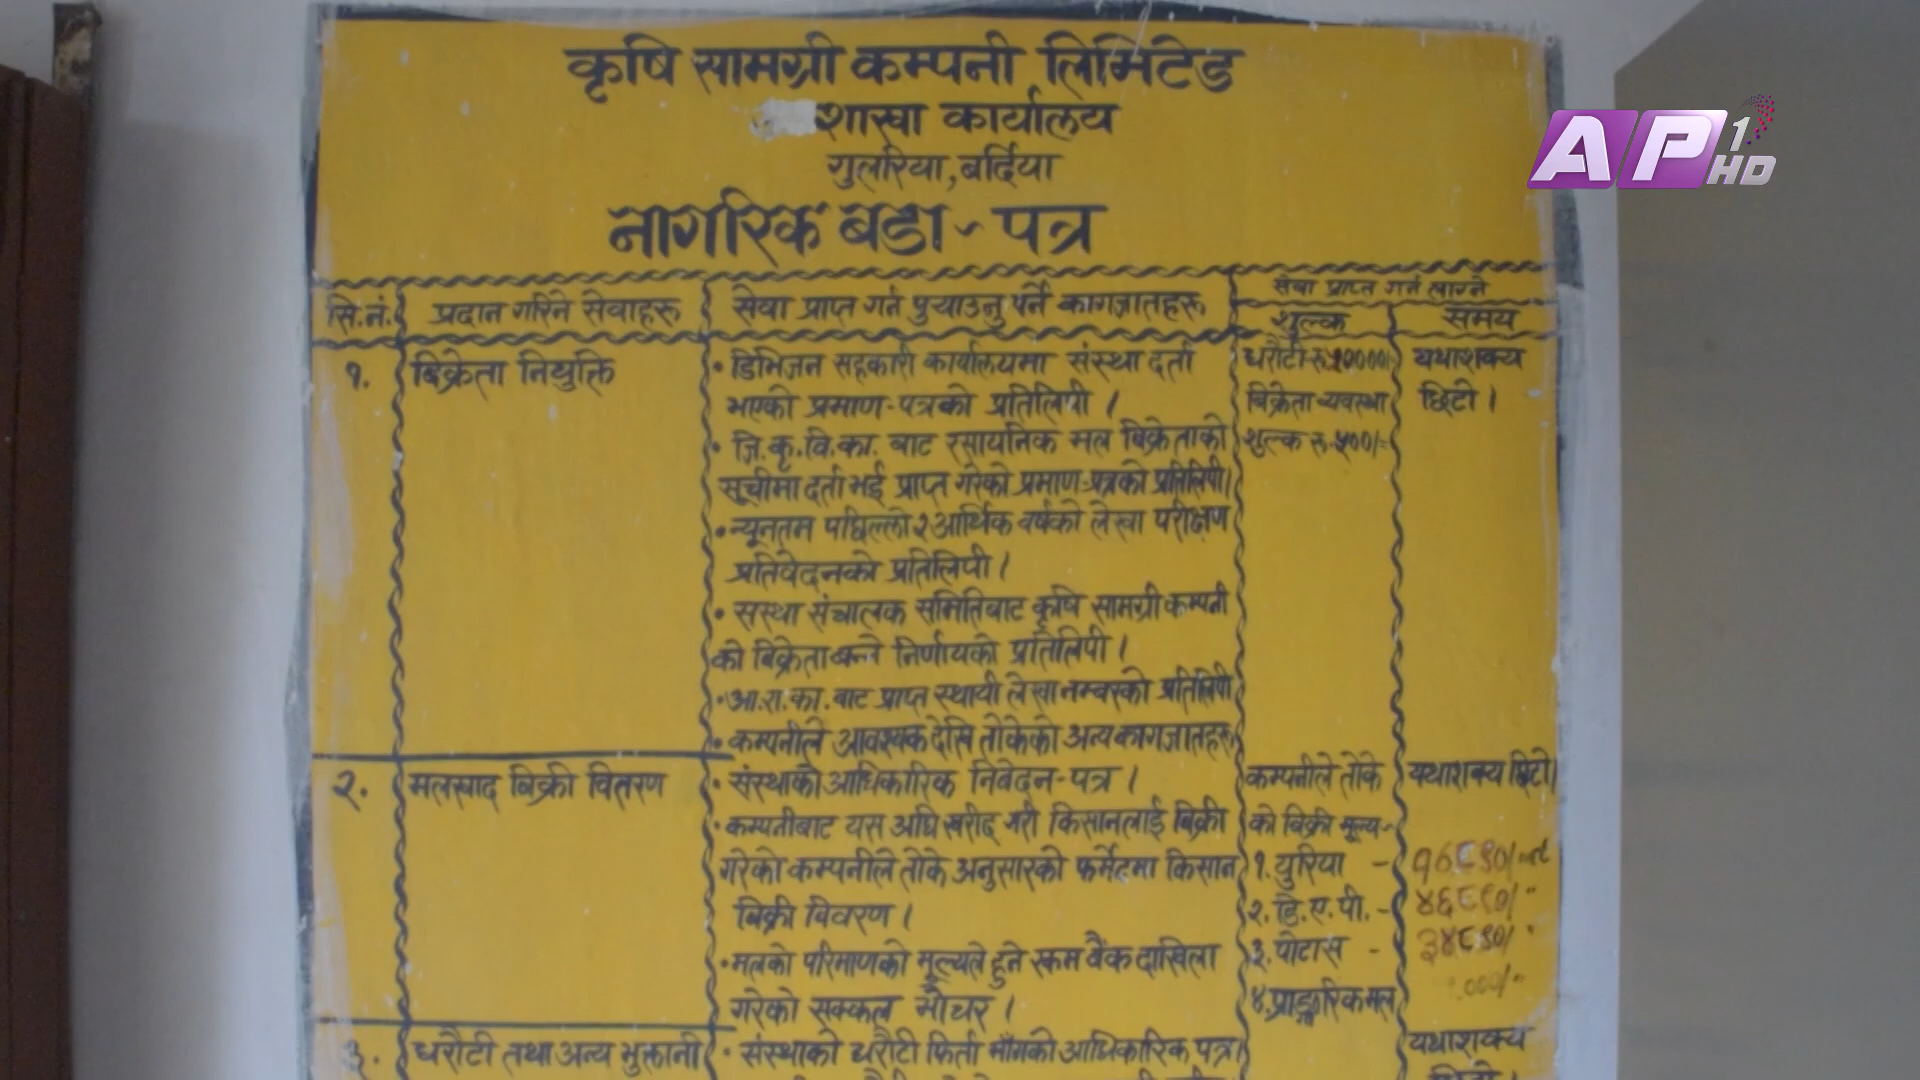 कृषि सामग्री कम्पनी लिमिटेड
शाखा कार्यालय
गुलरिया, बर्दिया
नागरिक बडा-पत्र
AP1 HD
सि.नं.
प्रदान गरिने सेवाहरु
सेवा प्राप्त गर्न पुर्‍याउनु पर्ने कागजातहरु
सेवा प्राप्त गर्न लाग्ने
शुल्क
समय
१.
बिक्रेता नियुक्ति
• डिभिजन सहकारी कार्यालयमा संस्था दर्ता
भएको प्रमाण-पत्रको प्रतिलिपी ।
• जि.कृ.वि.का. बाट रसायनिक मल बिक्रेताको
सूचीमा दर्ता भई प्राप्त गरेको प्रमाण-पत्रको प्रतिलिपी।
• न्यूनतम पछिल्लो २ आर्थिक वर्षको लेखा परीक्षण
प्रतिवेदनको प्रतिलिपी ।
• सस्था संचालक समितिबाट कृषि सामग्री कम्पनी
को बिक्रेता बन्ने निर्णायको प्रतिलिपी ।
• आ.रा.का. बाट प्राप्त स्थायी लेखा नम्बरको प्रतिलिपी
• कम्पनीले आवश्यक देखि तोकेको अन्य कागजातहरु
धरौटी रु.
बिक्रेता व्यवस्था
शुल्क रु. ५००/=
यथाशक्य
छिटो ।
२.
मलखाद बिक्री वितरण
• संस्थाको आधिकारिक निवेदन-पत्र ।
• कम्पनीबाट यस अघि खरीद गरी किसानलाई बिक्री
गरेको कम्पनीले तोके अनुसारको फर्मेटमा किसान
बिक्री विवरण ।
• मलको परिमाणको मूल्यले हुने रकम बैंक दाखिला
गरेको सक्कल भौचर ।
कम्पनीले तोके
को बिक्री मूल्य-
१. युरिया -
२. डि.ए.पी. -
३. पोटास -
४. प्राङ्गारिक मल
यथाशक्य छिटो।
३.
धरौटी तथा अन्य भुक्तानी
• संस्थाको धरौटी फिर्ता माँगको आधिकारिक पत्र।
यथाशक्य